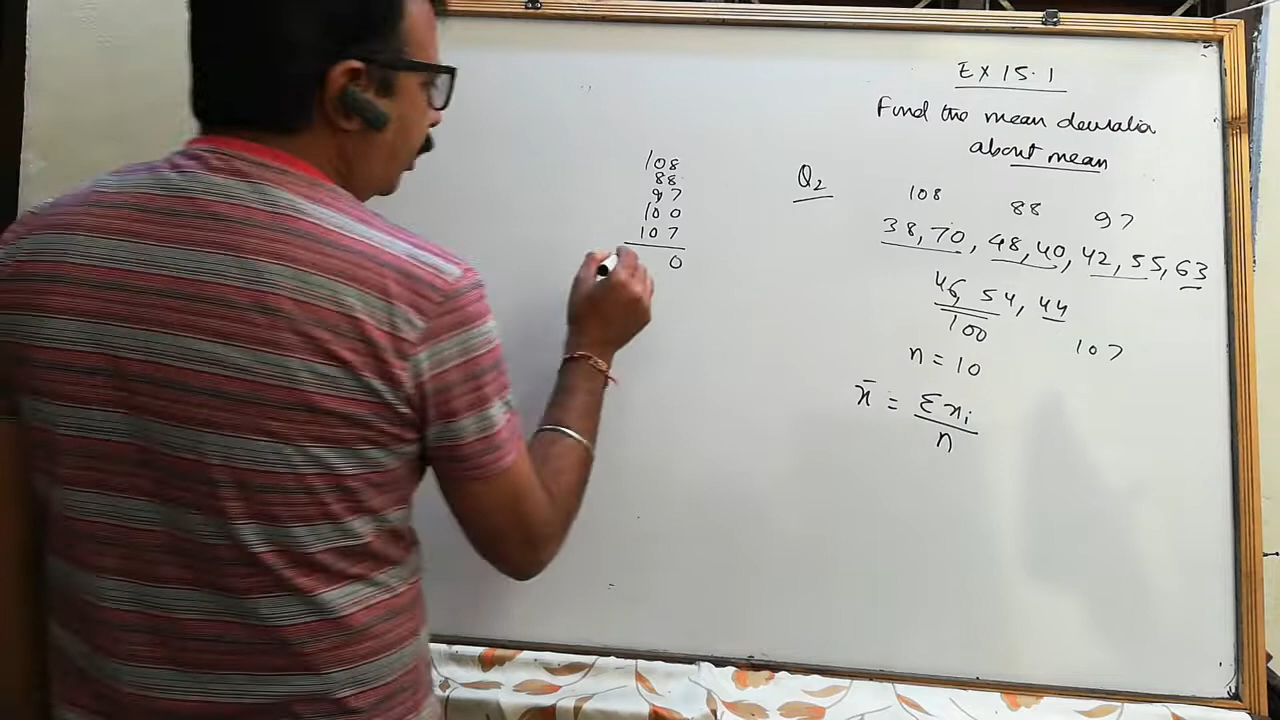 Ex 15.1
Find the mean deviation
about mean
Q2
108 88 97
38, 70, 48, 40, 42, 55, 63
46, 54, 44
100
107
n = 10
x̄ = Σxi
n
108
88
97
100
107
0